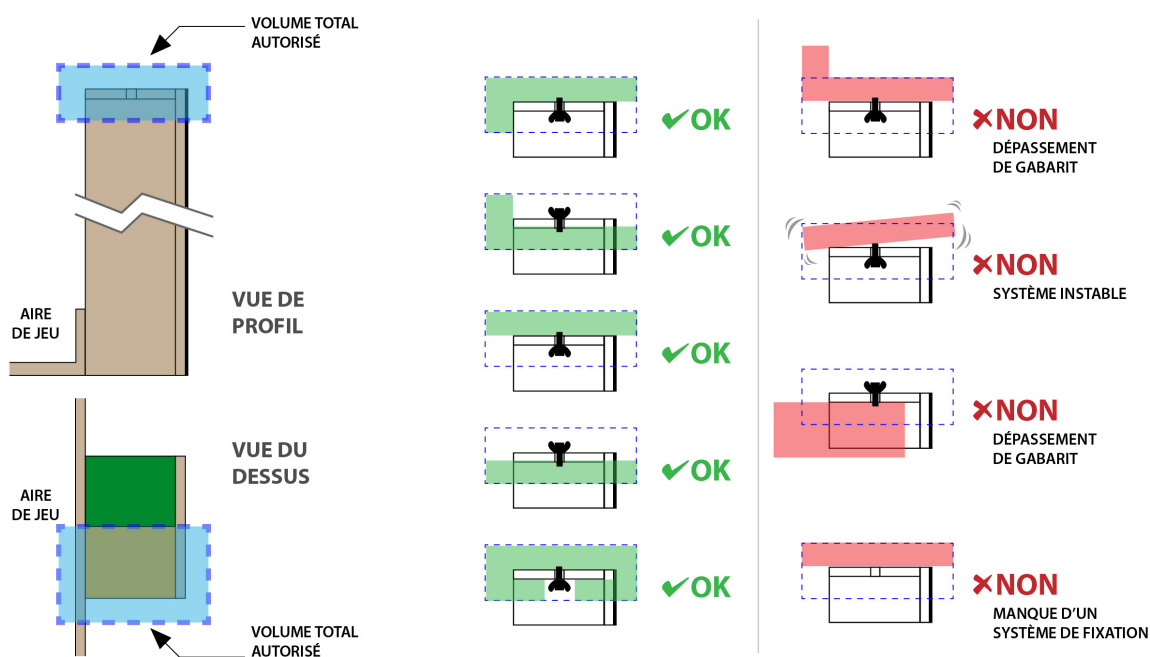 VOLUME TOTAL
AUTORISÉ
AIRE
DE JEU
VUE DE
PROFIL
VUE DU
DESSUS
AIRE
DE JEU
VOLUME TOTAL
AUTORISÉ
OK
OK
OK
OK
OK
NON
DÉPASSEMENT
DE GABARIT
NON
SYSTÈME INSTABLE
NON
DÉPASSEMENT
DE GABARIT
NON
MANQUE D'UN
SYSTÈME DE FIXATION